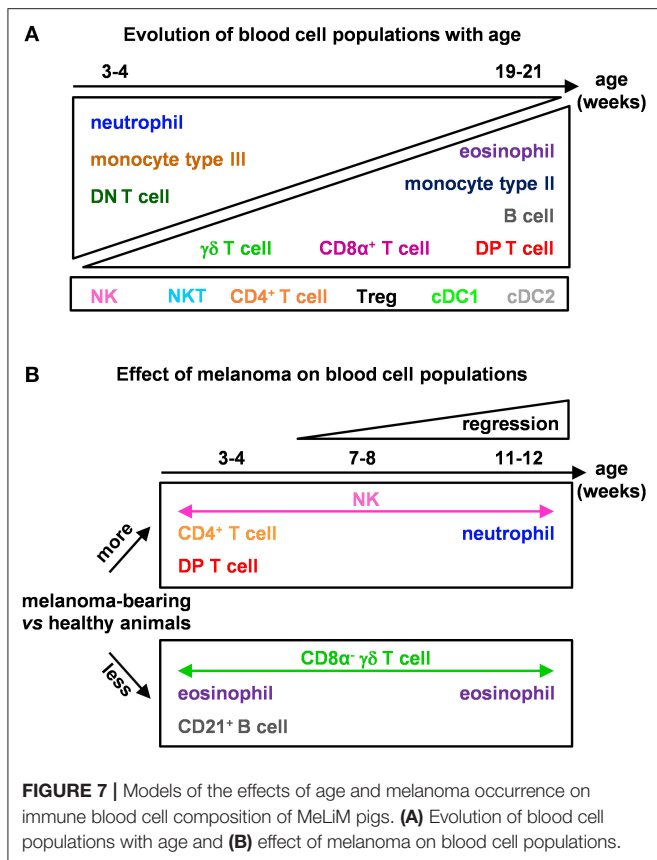 A
Evolution of blood cell populations with age
3-4 19-21 age
(weeks)
neutrophil
monocyte type III
DN T cell
eosinophil
monocyte type II
B cell
γδ T cell CD8α⁺ T cell DP T cell
NK NKT CD4⁺ T cell Treg cDC1 cDC2
B
Effect of melanoma on blood cell populations
regression
3-4 7-8 11-12 age
(weeks)
more
NK
CD4⁺ T cell neutrophil
DP T cell
melanoma-bearing
vs healthy animals
less
CD8α⁻ γδ T cell
eosinophil eosinophil
CD21⁺ B cell
FIGURE 7 | Models of the effects of age and melanoma occurrence on
immune blood cell composition of MeLiM pigs. (A) Evolution of blood cell
populations with age and (B) effect of melanoma on blood cell populations.